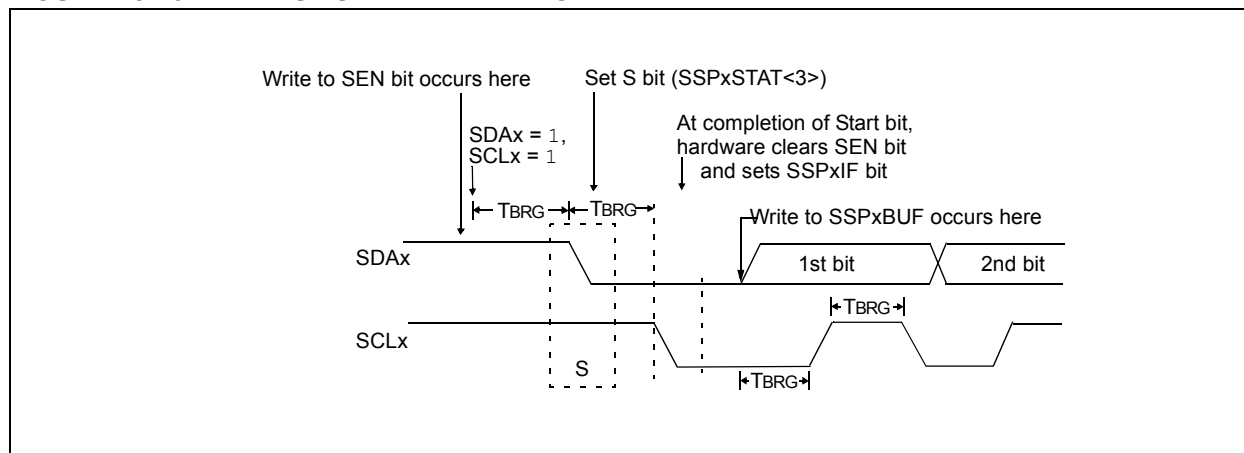 Write to SEN bit occurs here
Set S bit (SSPxSTAT<3>)
SDAx = 1,
SCLx = 1
At completion of Start bit,
hardware clears SEN bit
and sets SSPxIF bit
TBRG
TBRG
Write to SSPxBUF occurs here
SDAx
1st bit
2nd bit
TBRG
SCLx
S
TBRG